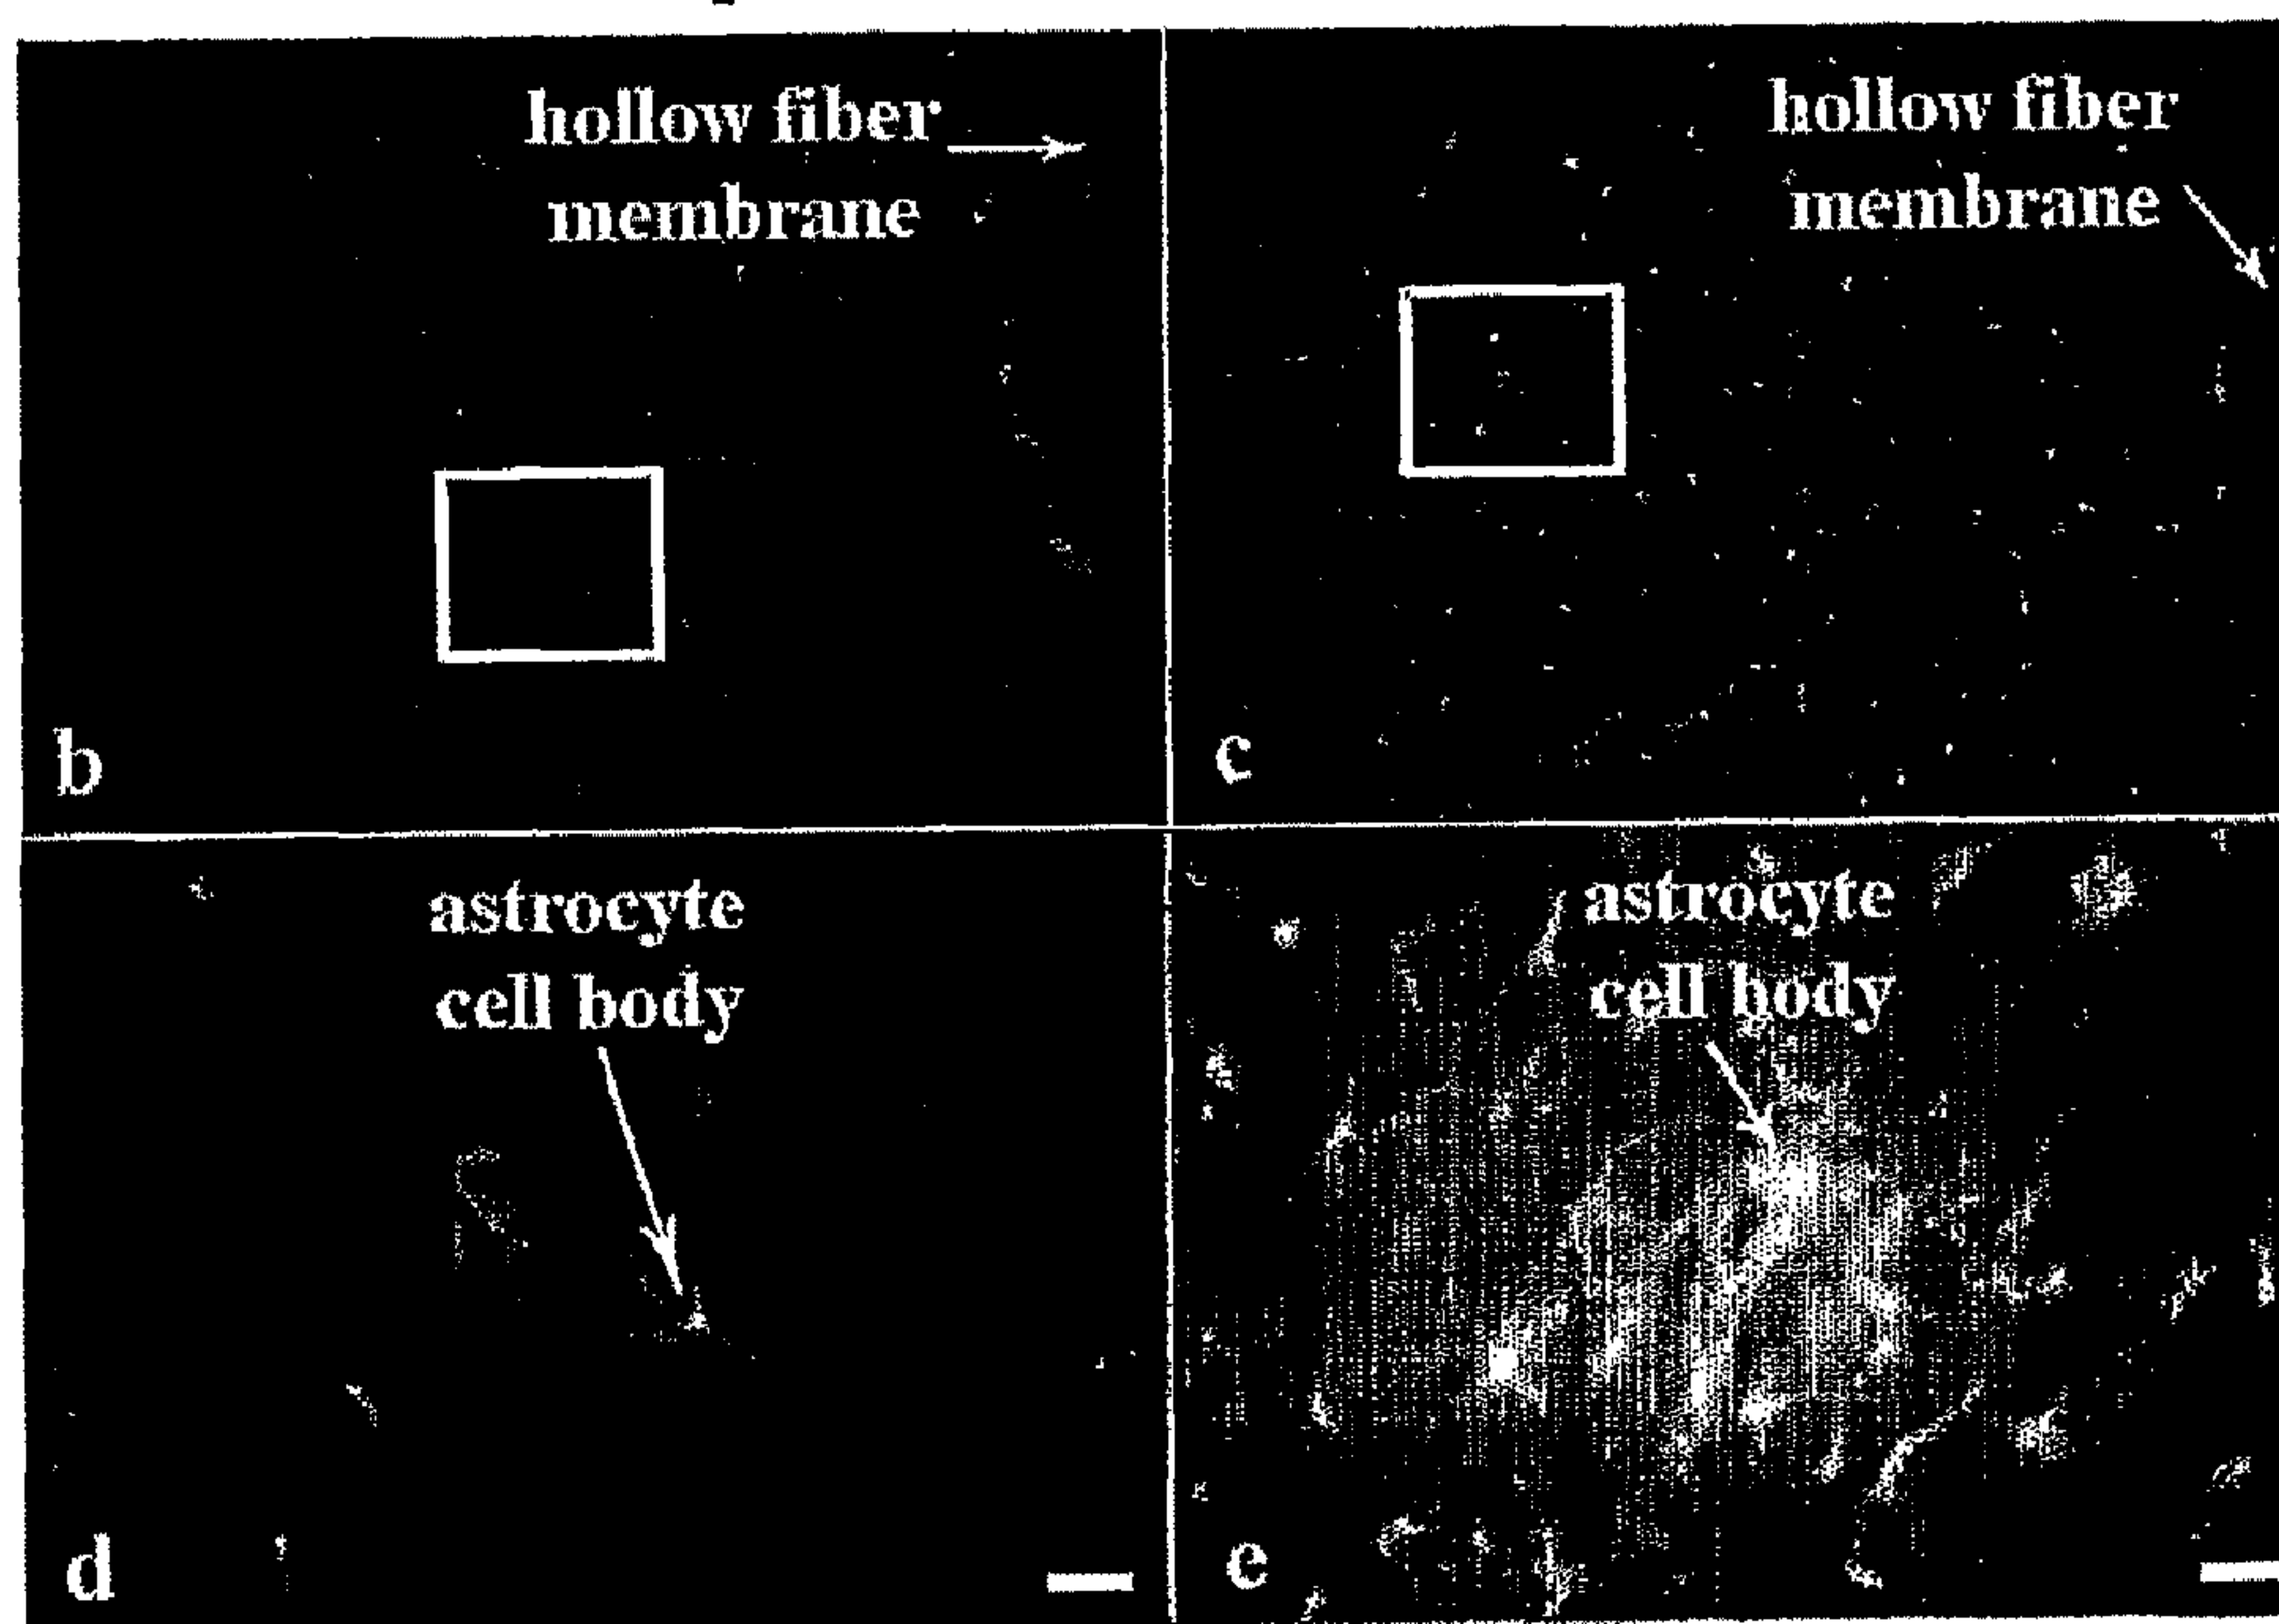 hollow fiber
membrane
hollow fiber
membrane
b
c
astrocyte
cell body
astrocyte
cell body
d
e